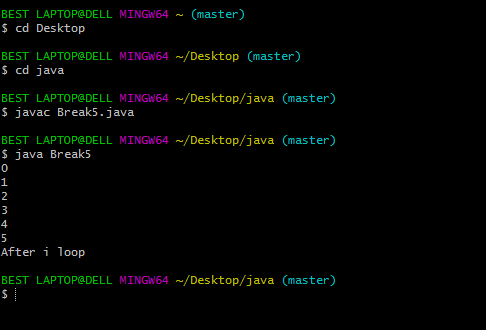 BEST LAPTOP@DELL MINGW64 ~ (master)
$ cd Desktop
BEST LAPTOP@DELL MINGW64 ~/Desktop (master)
$ cd java
BEST LAPTOP@DELL MINGW64 ~/Desktop/java (master)
$ javac Break5.java
BEST LAPTOP@DELL MINGW64 ~/Desktop/java (master)
$ java Break5
0
1
2
3
4
5
After i loop
BEST LAPTOP@DELL MINGW64 ~/Desktop/java (master)
$